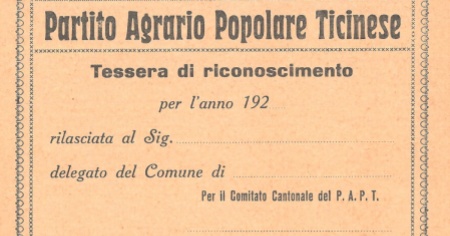 Partito Agrario Popolare Ticinese
Tessera di riconoscimento
per l'anno 192
rilasciata al Sig.
delegato del Comune di
Per il Comitato Cantonale del P. A. P. T.